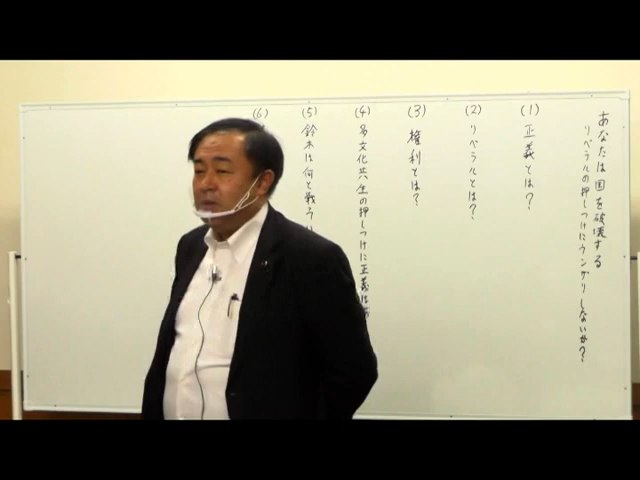 あなたは国を破壊する
リベラルの押しつけにウンザリしないか?
(1) 正義とは?
(2) リベラルとは?
(3) 権利とは?
(4) 多文化共生の押しつけに正義は
(5) 鈴木は何と戦う
(6)